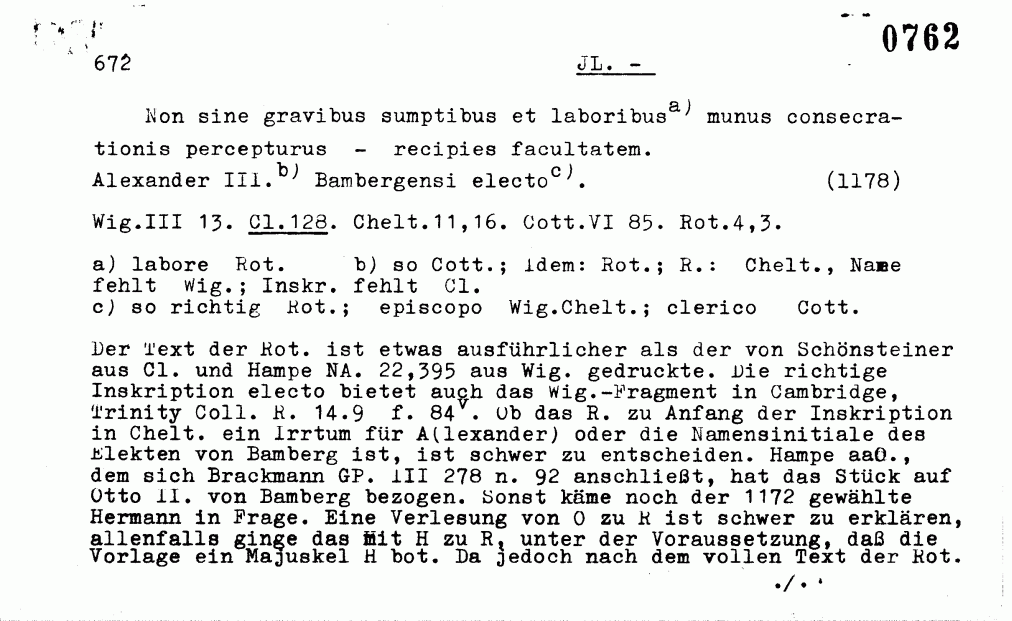 0762
672 JL. -
Non sine gravibus sumptibus et laboribus a) munus consecra-
tionis percepturus - recipies facultatem.
Alexander III. b) Bambergensi electo c). (1178)
Wig.III 13. Cl.128. Chelt.11,16. Cott.VI 85. Rot.4,3.
a) labore Rot. b) so Cott.; idem: Rot.; R.: Chelt., Name
fehlt Wig.; Inskr. fehlt Cl.
c) so richtig Rot.; episcopo Wig.Chelt.; clerico Cott.
Der Text der Rot. ist etwas ausführlicher als der von Schönsteiner
aus Cl. und Hampe NA. 22,395 aus Wig. gedruckte. Die richtige
Inskription electo bietet auch das Wig.-Fragment in Cambridge,
Trinity Coll. R. 14.9 f. 84v. Ob das R. zu Anfang der Inskription
in Chelt. ein Irrtum für A(lexander) oder die Namensinitiale des
Elekten von Bamberg ist, ist schwer zu entscheiden. Hampe aaO.,
dem sich Brackmann GP. III 278 n. 92 anschließt, hat das Stück auf
Otto II. von Bamberg bezogen. Sonst käme noch der 1172 gewählte
Hermann in Frage. Eine Verlesung von O zu R ist schwer zu erklären,
allenfalls ginge das mit H zu R, unter der Voraussetzung, daß die
Vorlage ein Majuskel H bot. Da jedoch nach dem vollen Text der Rot.
./.